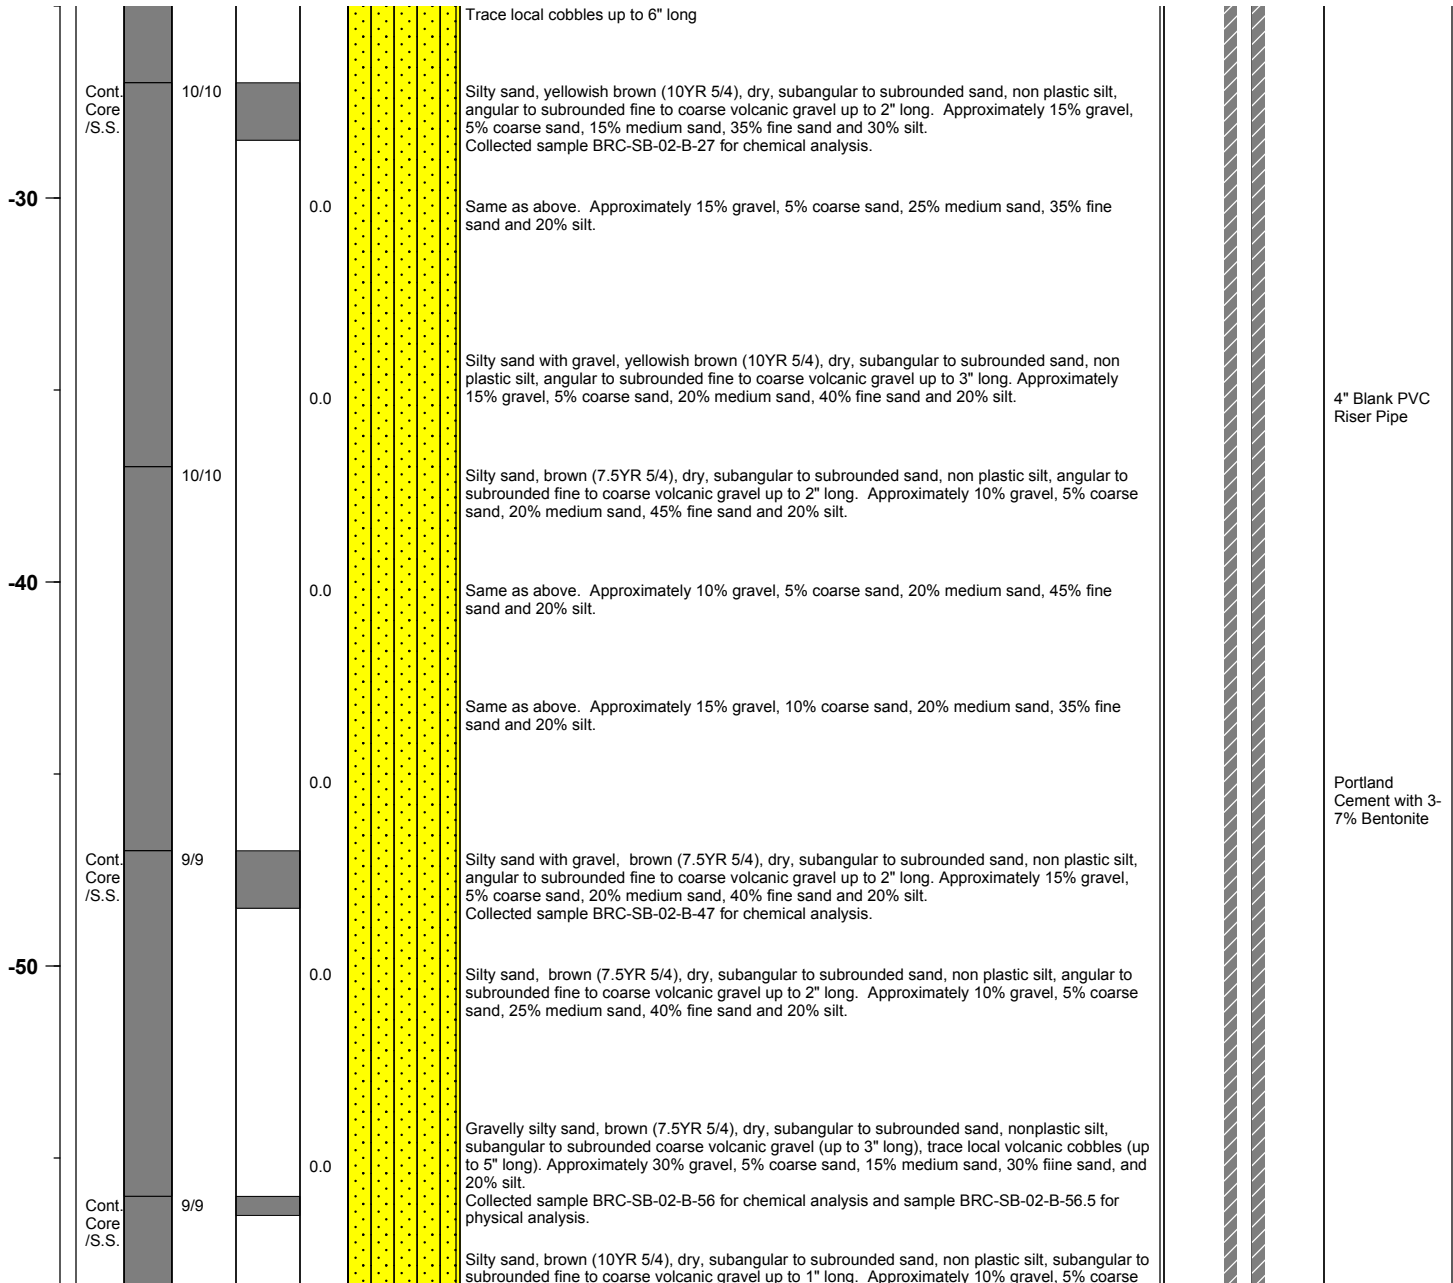 Trace local cobbles up to 6" long
Cont.
Core
/S.S.
10/10
Silty sand, yellowish brown (10YR 5/4), dry, subangular to subrounded sand, non plastic silt,
angular to subrounded fine to coarse volcanic gravel up to 2" long.  Approximately 15% gravel,
5% coarse sand, 15% medium sand, 35% fine sand and 30% silt.
Collected sample BRC-SB-02-B-27 for chemical analysis.
-30
0.0
Same as above.  Approximately 15% gravel, 5% coarse sand, 25% medium sand, 35% fine
sand and 20% silt.
Silty sand with gravel, yellowish brown (10YR 5/4), dry, subangular to subrounded sand, non
plastic silt, angular to subrounded fine to coarse volcanic gravel up to 3" long. Approximately
15% gravel, 5% coarse sand, 20% medium sand, 40% fine sand and 20% silt.
0.0
4" Blank PVC
Riser Pipe
10/10
Silty sand, brown (7.5YR 5/4), dry, subangular to subrounded sand, non plastic silt, angular to
subrounded fine to coarse volcanic gravel up to 2" long.  Approximately 10% gravel, 5% coarse
sand, 20% medium sand, 45% fine sand and 20% silt.
-40
0.0
Same as above.  Approximately 10% gravel, 5% coarse sand, 20% medium sand, 45% fine
sand and 20% silt.
Same as above.  Approximately 15% gravel, 10% coarse sand, 20% medium sand, 35% fine
sand and 20% silt.
0.0
Portland
Cement with 3-
7% Bentonite
Cont.
Core
/S.S.
9/9
Silty sand with gravel,  brown (7.5YR 5/4), dry, subangular to subrounded sand, non plastic silt,
angular to subrounded fine to coarse volcanic gravel up to 2" long. Approximately 15% gravel,
5% coarse sand, 20% medium sand, 40% fine sand and 20% silt.
Collected sample BRC-SB-02-B-47 for chemical analysis.
-50
0.0
Silty sand,  brown (7.5YR 5/4), dry, subangular to subrounded sand, non plastic silt, angular to
subrounded fine to coarse volcanic gravel up to 2" long.  Approximately 10% gravel, 5% coarse
sand, 25% medium sand, 40% fine sand and 20% silt.
Gravelly silty sand, brown (7.5YR 5/4), dry, subangular to subrounded sand, nonplastic silt,
subangular to subrounded coarse volcanic gravel (up to 3" long), trace local volcanic cobbles (up
to 5" long). Approximately 30% gravel, 5% coarse sand, 15% medium sand, 30% fiine sand, and
20% silt.
0.0
Collected sample BRC-SB-02-B-56 for chemical analysis and sample BRC-SB-02-B-56.5 for
physical analysis.
Cont.
Core
/S.S.
9/9
Silty sand, brown (10YR 5/4), dry, subangular to subrounded sand, non plastic silt, subangular to
subrounded fine to coarse volcanic gravel up to 1" long.  Approximately 10% gravel, 5% coarse